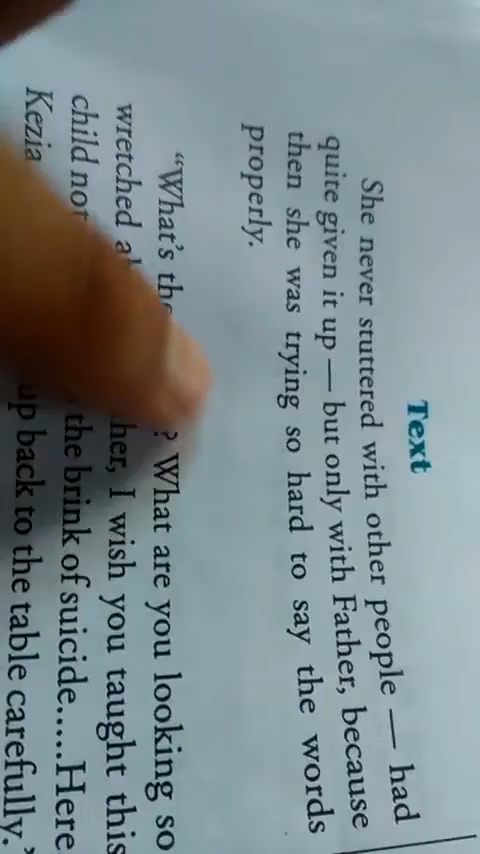 Text
She never stuttered with other people — had
quite given it up — but only with Father, because
then she was trying so hard to say the words
properly.
“What's the ? What are you looking so
wretched I wish you taught this
child not the brink of suicide.....Here
Kezia up back to the table carefully.”